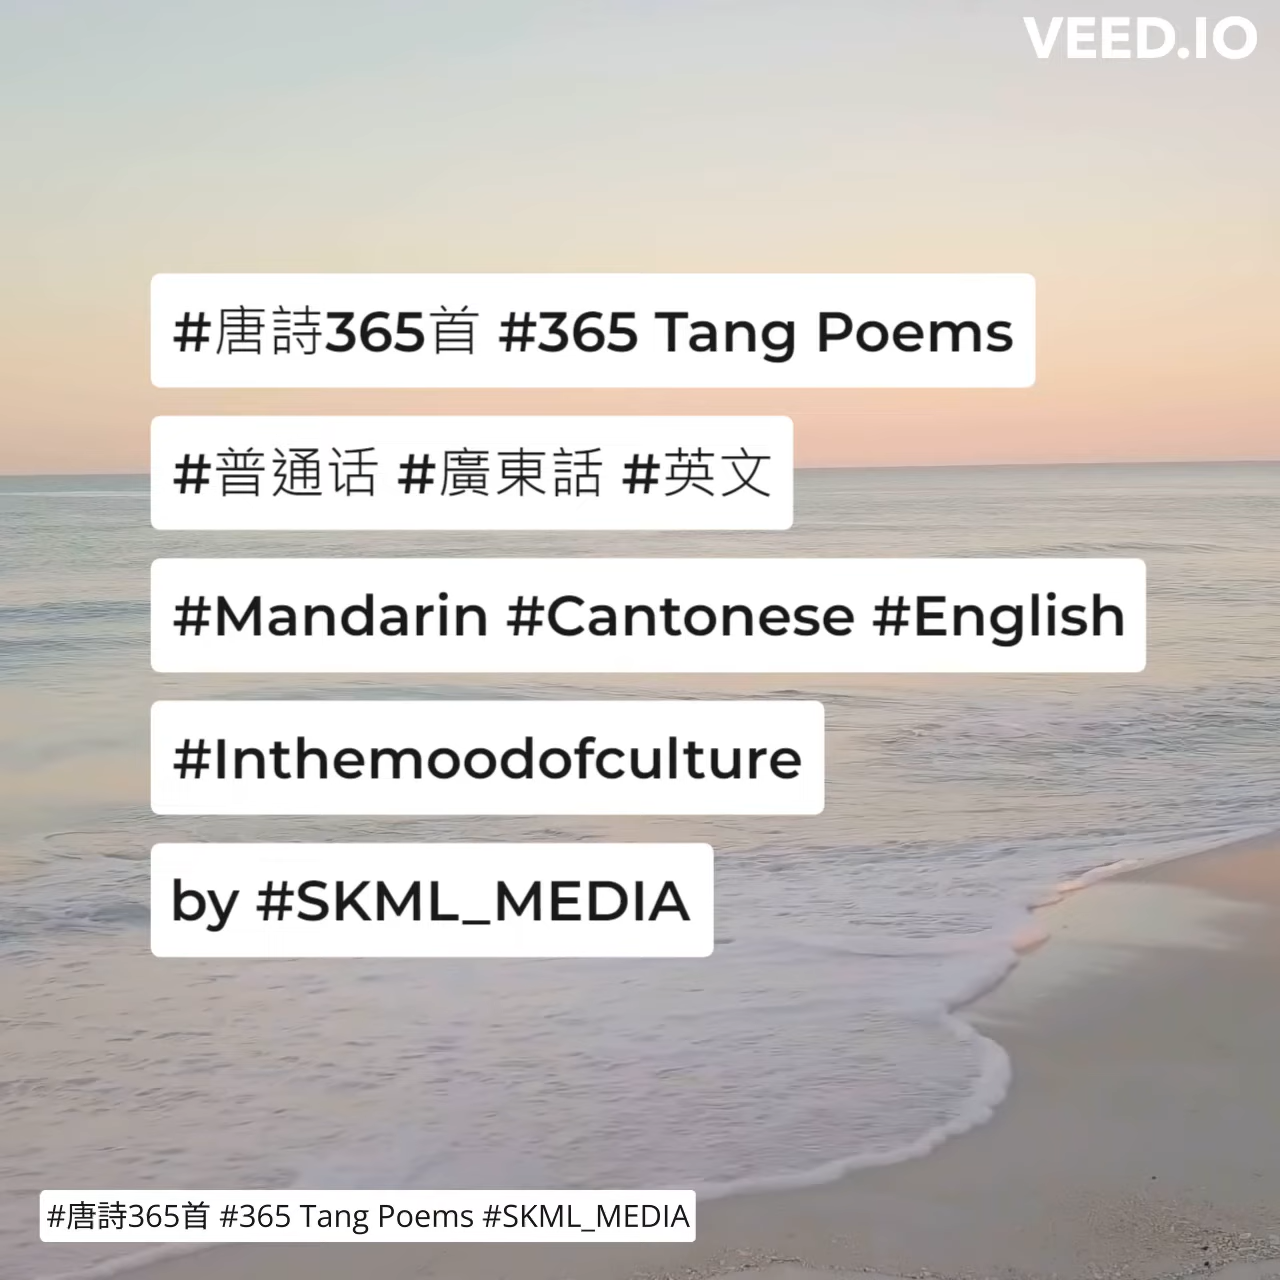 VEED.IO
#唐詩365首 #365 Tang Poems
#普通话 #廣東話 #英文
#Mandarin #Cantonese #English
#Inthemoodofculture
by #SKML_MEDIA
#唐詩365首 #365 Tang Poems #SKML_MEDIA